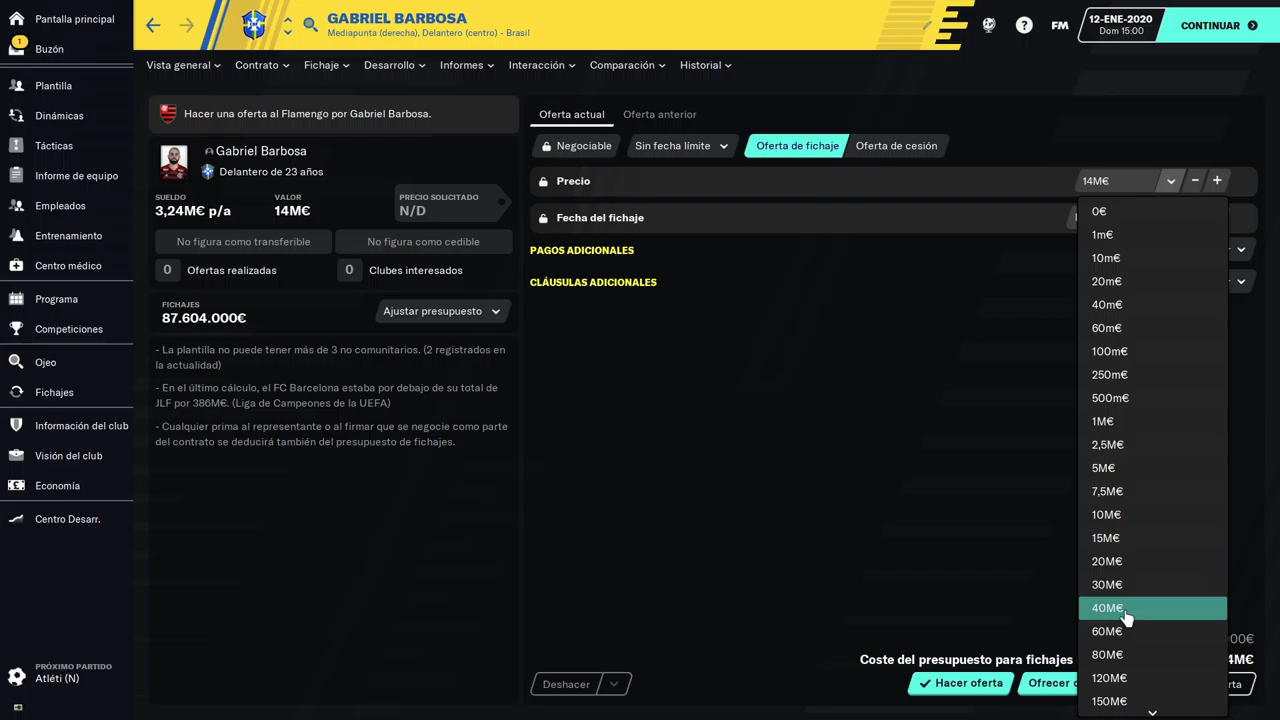 Pantalla principal
1
Buzón
Plantilla
Dinámicas
Tácticas
Informe de equipo
Empleados
Entrenamiento
Centro médico
Programa
Competiciones
Ojeo
Fichajes
Información del club
Visión del club
Economía
Centro Desarr.
PRÓXIMO PARTIDO
Atléti (N)
GABRIEL BARBOSA
Mediapunta (derecha), Delantero (centro) - Brasil
FM
12-ENE-2020
Dom 15:00
CONTINUAR
Vista general
Contrato
Fichaje
Desarrollo
Informes
Interacción
Comparación
Historial
Hacer una oferta al Flamengo por Gabriel Barbosa.
Gabriel Barbosa
Delantero de 23 años
SUELDO
3,24M€ p/a
VALOR
14M€
PRECIO SOLICITADO
N/D
No figura como transferible
No figura como cedible
0 Ofertas realizadas
0 Clubes interesados
FICHAJES
87.604.000€
Ajustar presupuesto
- La plantilla no puede tener más de 3 no comunitarios. (2 registrados en
la actualidad)
- En el último cálculo, el FC Barcelona estaba por debajo de su total de
JLF por 386M€. (Liga de Campeones de la UEFA)
- Cualquier prima al representante o al firmar que se negocie como parte
del contrato se deducirá también del presupuesto de fichajes.
Oferta actual
Oferta anterior
Negociable
Sin fecha límite
Oferta de fichaje
Oferta de cesión
Precio
14M€
Fecha del fichaje
PAGOS ADICIONALES
CLÁUSULAS ADICIONALES
0€
1m€
10m€
20m€
40m€
60m€
100m€
250m€
500m€
1M€
2,5M€
5M€
7,5M€
10M€
15M€
20M€
30M€
40M€
60M€
80M€
120M€
150M€
Coste del presupuesto para fichajes
Deshacer
Hacer oferta
Ofrecer